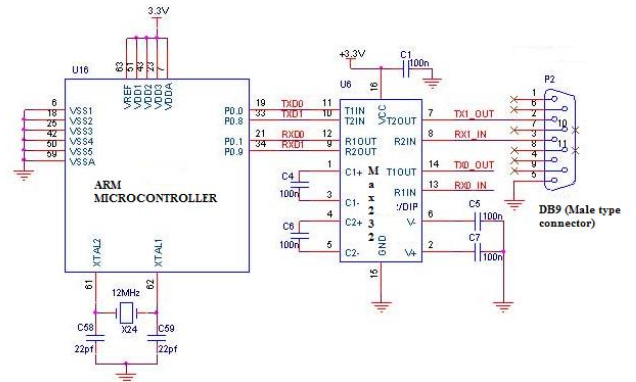 3.3V
U16
63 51 43 23 7
VREF VDD1 VDD2 VDD3 VDDA
6 VSS1
18 VSS2
25 VSS3
42 VSS4
50 VSS5
59 VSSA
P0.0 19 TXD0
P0.8 33 TXD1
P0.1 21 RXD0
P0.9 34 RXD1
ARM
MICROCONTROLLER
XTAL2 XTAL1
61 62
12MHz
X24
C58 C59
22pf 22pf
+3.3V
C1
100n
U6
16
VCC
11 T1IN
10 T2IN
12 R1OUT
9 R2OUT
1 C1+
3 C1-
4 C2+
5 C2-
C4
100n
C6
100n
Max232
/DIP
T2OUT 7 TX1_OUT
R2IN 8 RX1_IN
T1OUT 14 TX0_OUT
R1IN 13 RX0_IN
V- 6
V+ 2
GND
15
C5
100n
C7
100n
P2
1
6
2
7
3
8
4
9
5
10
11
DB9 (Male type
connector)